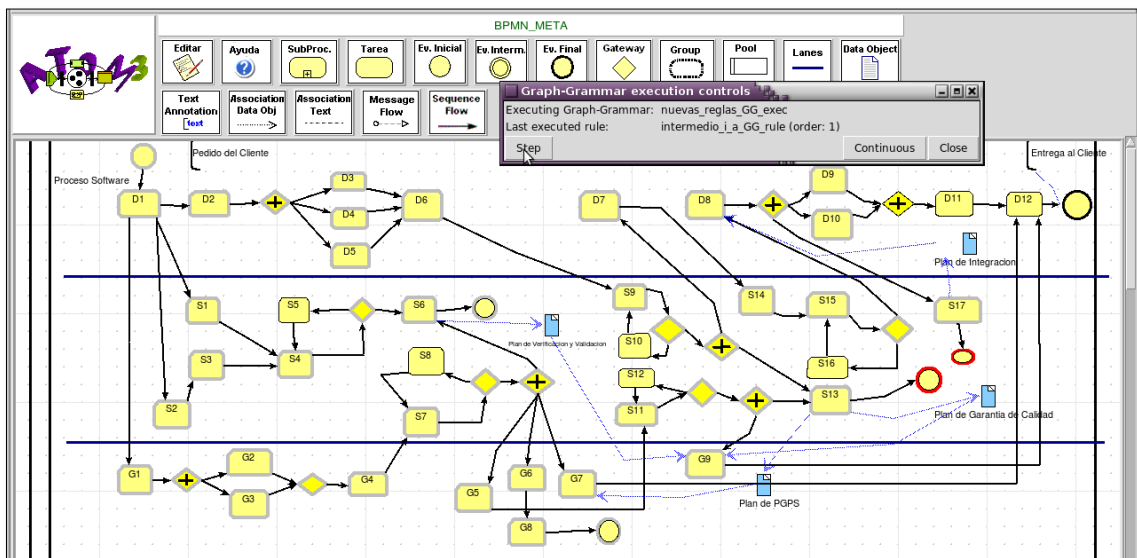 BPMN_META
AToM3
Editar
Ayuda
SubProc.
Tarea
Ev. Inicial
Ev. Interm.
Ev. Final
Gateway
Group
Pool
Lanes
Data Object
Text
Annotation
[text
Association
Data Obj
Association
Text
Message
Flow
Sequence
Flow
Graph-Grammar execution controls
Executing Graph-Grammar: nuevas_reglas_GG_exec
Last executed rule: intermedio_i_a_GG_rule (order: 1)
Step
Continuous
Close
Pedido del Cliente
Entrega al Cliente
Proceso Software
D1
D2
D3
D4
D5
D6
D7
D8
D9
D10
D11
D12
Plan de Integracion
S1
S2
S3
S4
S5
S6
Plan de Verificacion y Validacion
S7
S8
S9
S10
S11
S12
S13
S14
S15
S16
S17
Plan de Garantia de Calidad
G1
G2
G3
G4
G5
G6
G7
G8
G9
Plan de PGPS